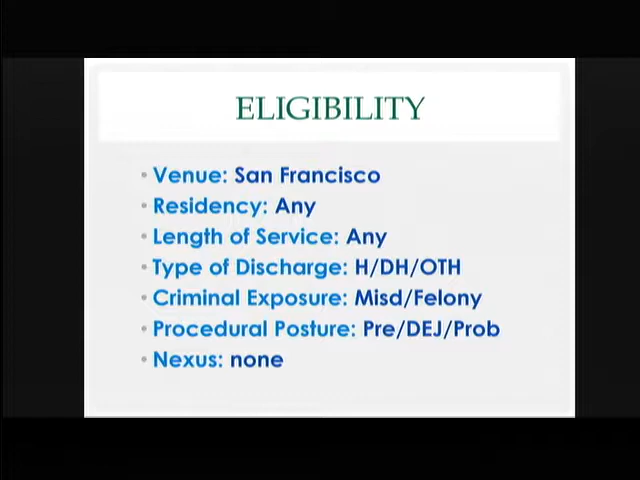 ELIGIBILITY
• Venue: San Francisco
• Residency: Any
• Length of Service: Any
• Type of Discharge: H/DH/OTH
• Criminal Exposure: Misd/Felony
• Procedural Posture: Pre/DEJ/Prob
• Nexus: none